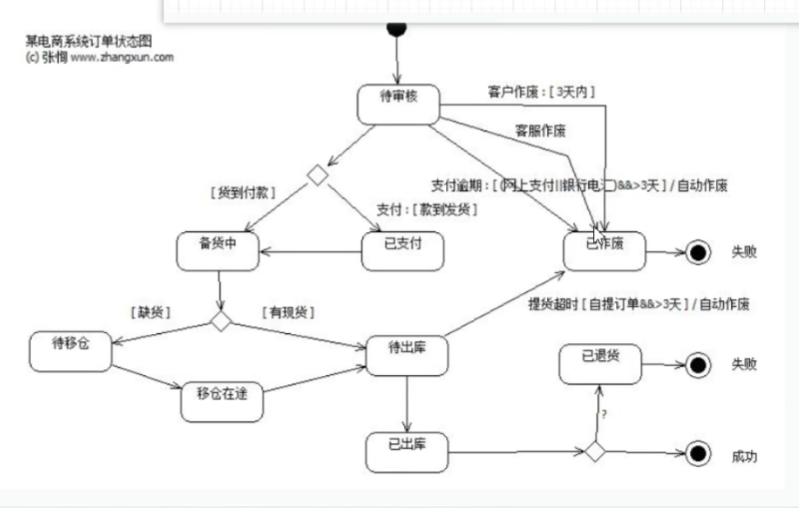 某电商系统订单状态图
(c) 张恂 www.zhangxun.com
待审核
客户作废:[3天内]
客服作废
[货到付款]
支付逾期:[(网上支付||银行电汇)&&>3天]/自动作废
支付:[款到发货]
备货中
已支付
已作废
失败
[缺货]
[有现货]
提货超时[自提订单&&>3天]/自动作废
待移仓
待出库
已退货
失败
移仓在途
?
已出库
成功